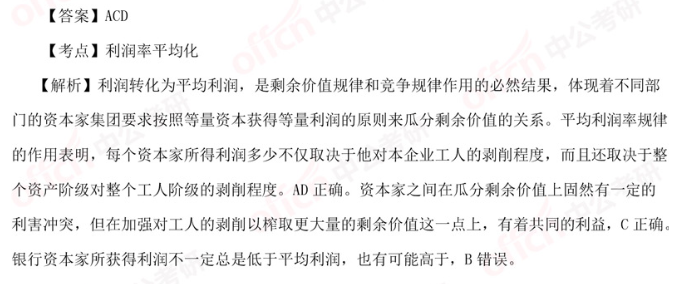 【答案】ACD
【考点】利润率平均化
【解析】利润转化为平均利润，是剩余价值规律和竞争规律作用的必然结果，体现着不同部
门的资本家集团要求按照等量资本获得等量利润的原则来瓜分剩余价值的关系。平均利润率规律
的作用表明，每个资本家所得利润多少不仅取决于他对本企业工人的剥削程度，而且还取决于整
个资产阶级对整个工人阶级的剥削程度。AD 正确。资本家之间在瓜分剩余价值上固然有一定的
利害冲突，但在加强对工人的剥削以榨取更大量的剩余价值这一点上，有着共同的利益，C 正确。
银行资本家所获得利润不一定总是低于平均利润，也有可能高于，B 错误。
offcn 中公考研